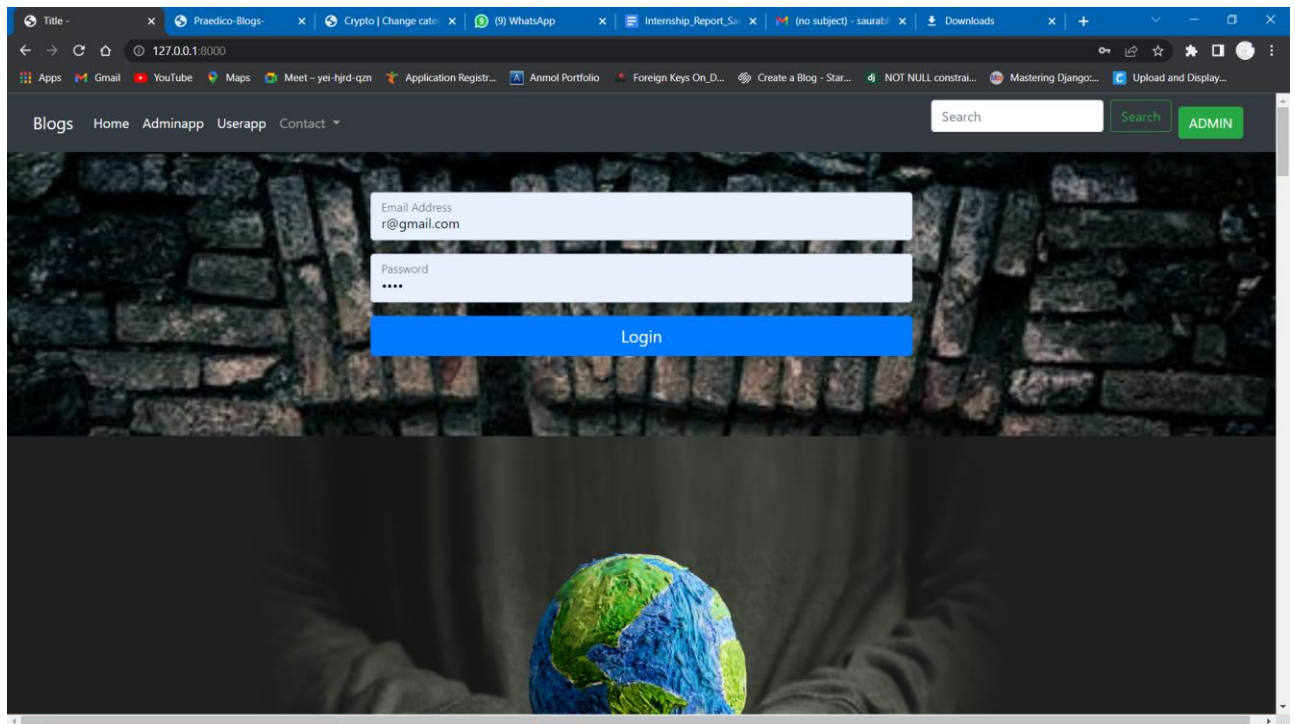 Title -
Praedico-Blogs-
Crypto | Change cate
(9) WhatsApp
Internship_Report_Sa
(no subject) - saurabl
Downloads
127.0.0.1:8000
Apps
Gmail
YouTube
Maps
Meet – yei-hjrd-qzn
Application Registr...
Anmol Portfolio
Foreign Keys On_D...
Create a Blog - Star...
dj
NOT NULL constrai...
Mastering Django:...
Upload and Display...
Blogs
Home
Adminapp
Userapp
Contact
Search
Search
ADMIN
Email Address
r@gmail.com
Password
••••
Login